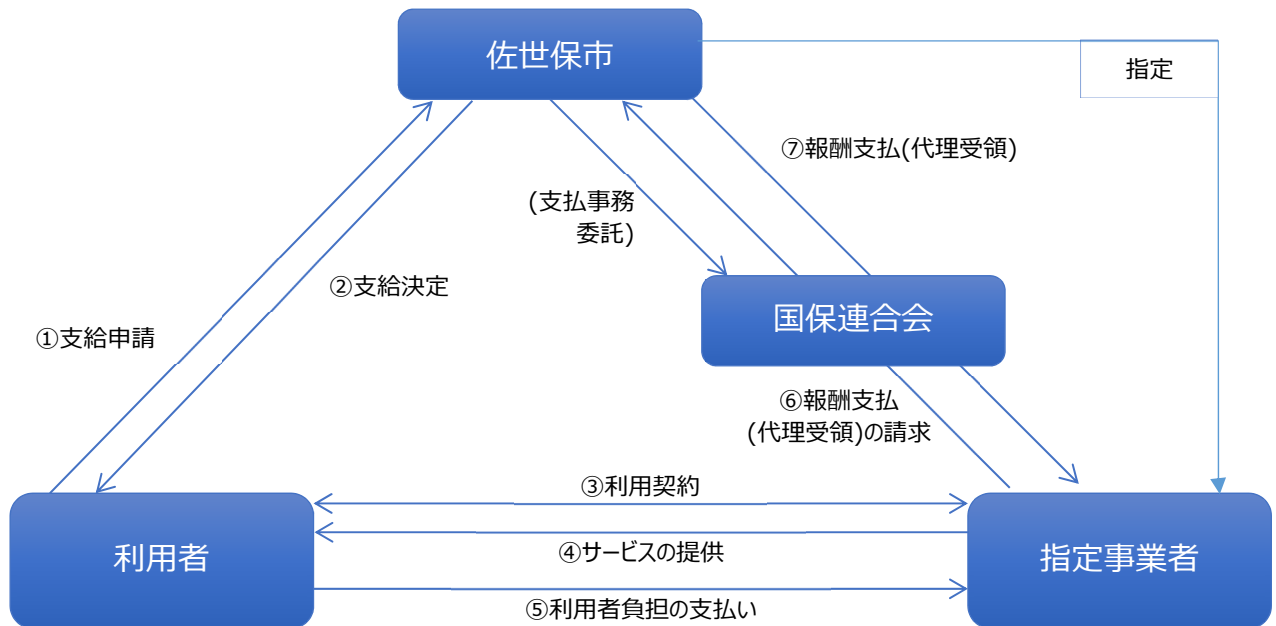 佐世保市
指定
⑦報酬支払(代理受領)
(支払事務
委託)
②支給決定
国保連合会
①支給申請
⑥報酬支払
(代理受領)の請求
③利用契約
利用者
④サービスの提供
指定事業者
⑤利用者負担の支払い